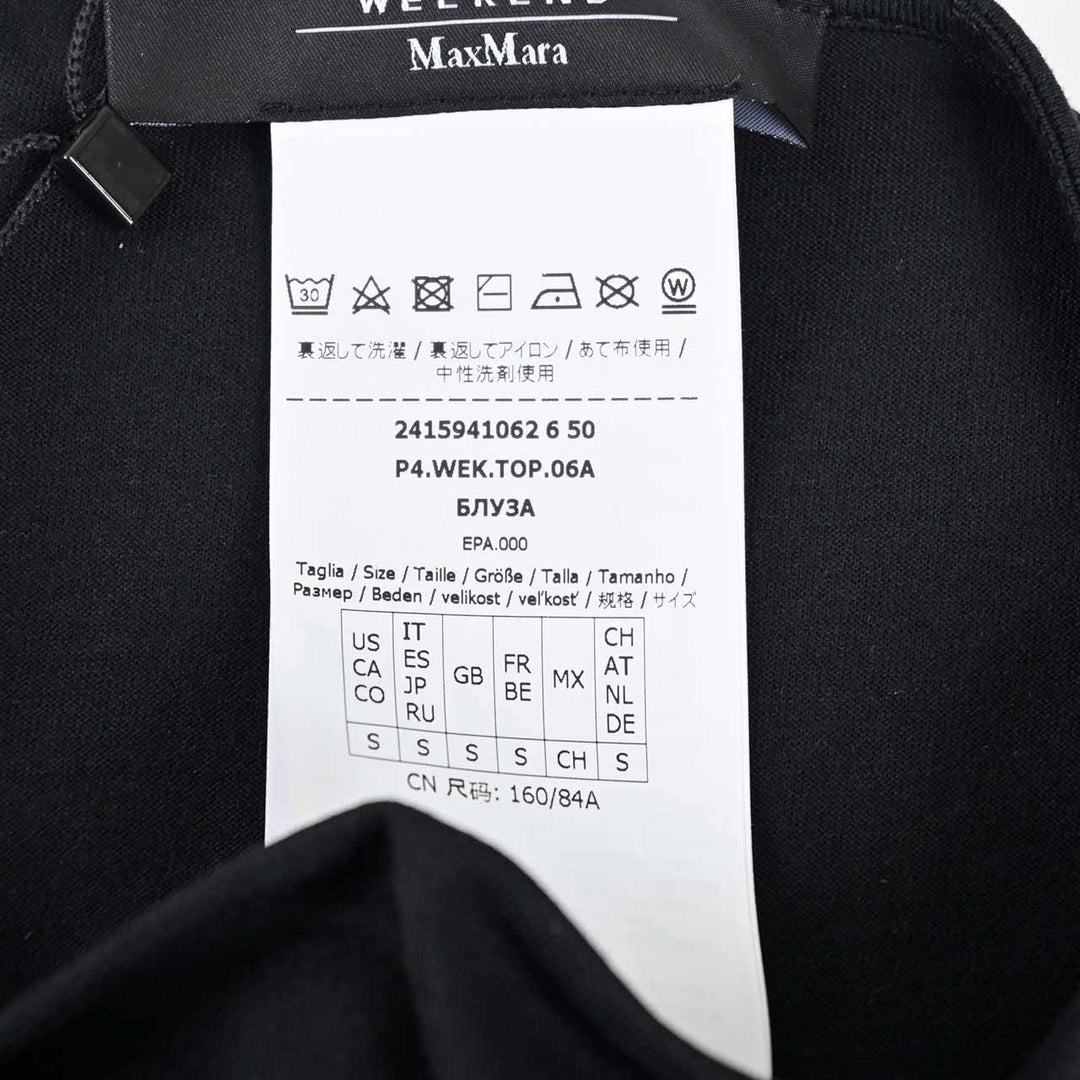 WEEKEND
MaxMara
30
W
裏返して洗濯 / 裏返してアイロン / あて布使用 /
中性洗剤使用
2415941062 6 50
P4.WEK.TOP.06A
БЛУЗА
EPA.000
Taglia / Size / Taille / Größe / Talla / Tamanho /
Размер / Beden / velikost / veľkosť / 规格 / サイズ
US CA CO
IT ES JP RU
GB
FR BE
MX
CH AT NL DE
S S S S CH S
CN 尺码: 160/84A